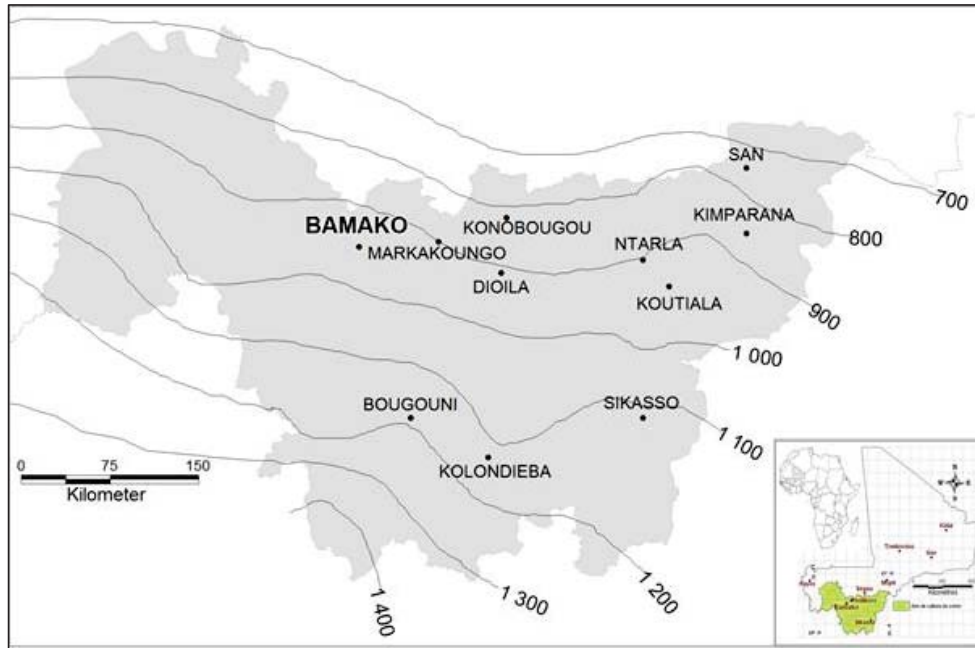 SAN
700
KIMPARANA
800
KONOBOUGOU
BAMAKO
MARKAKOUNGO
NTARLA
DIOILA
KOUTIALA
900
1 000
BOUGOUNI
SIKASSO
1 100
KOLONDIEBA
0 75 150
Kilometer
1 200
1 300
1 400